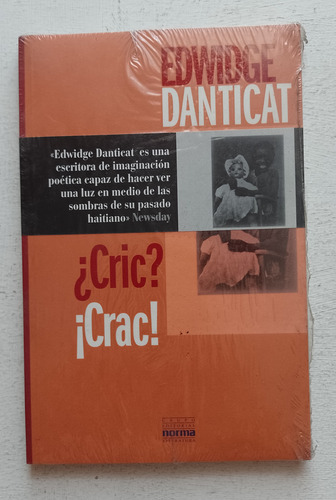 EDWIDGE
DANTICAT
«Edwidge Danticat es una
escritora de imaginación
poética capaz de hacer ver
una luz en medio de las
sombras de su pasado
haitiano» Newsday
¿Cric?
¡Crac!
norma